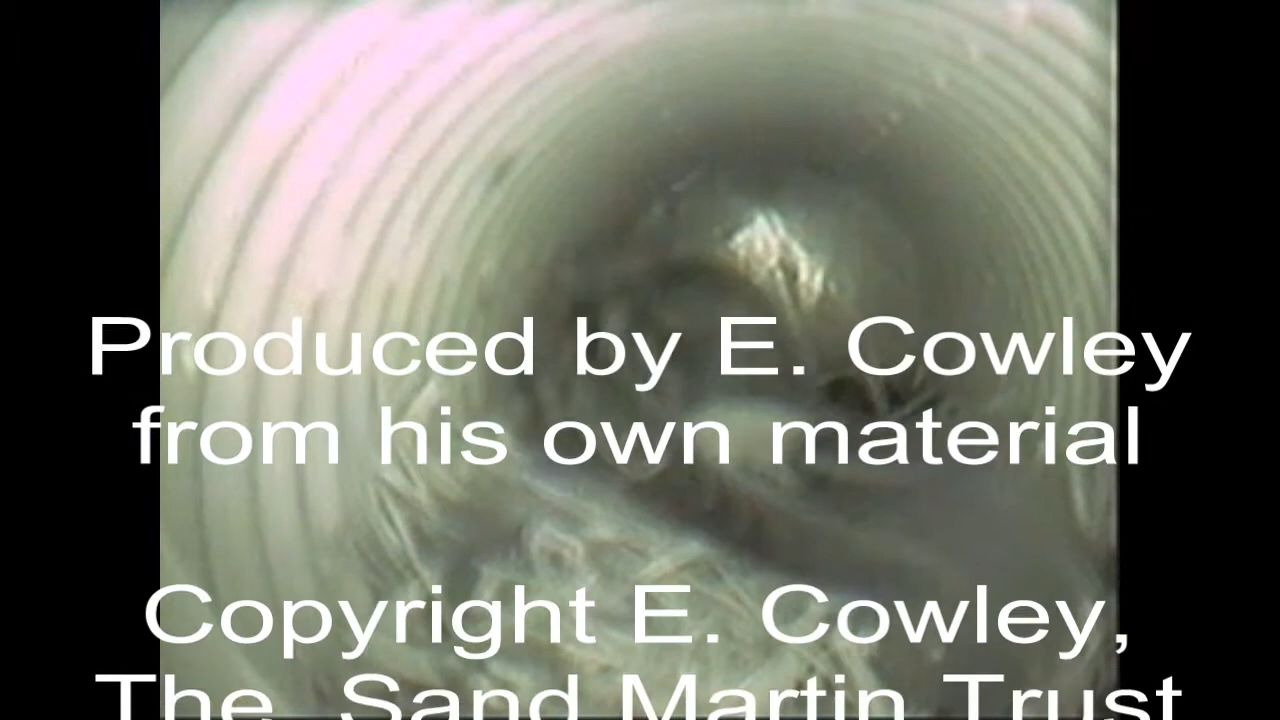 Produced by E. Cowley
from his own material
Copyright E. Cowley,
The Sand Martin Trust